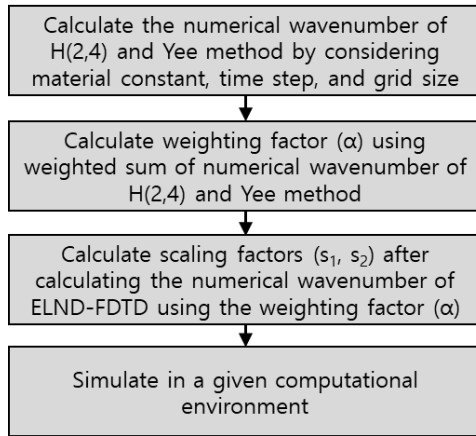 Calculate the numerical wavenumber of
H(2,4) and Yee method by considering
material constant, time step, and grid size
Calculate weighting factor (α) using
weighted sum of numerical wavenumber of
H(2,4) and Yee method
Calculate scaling factors (s₁, s₂) after
calculating the numerical wavenumber of
ELND-FDTD using the weighting factor (α)
Simulate in a given computational
environment